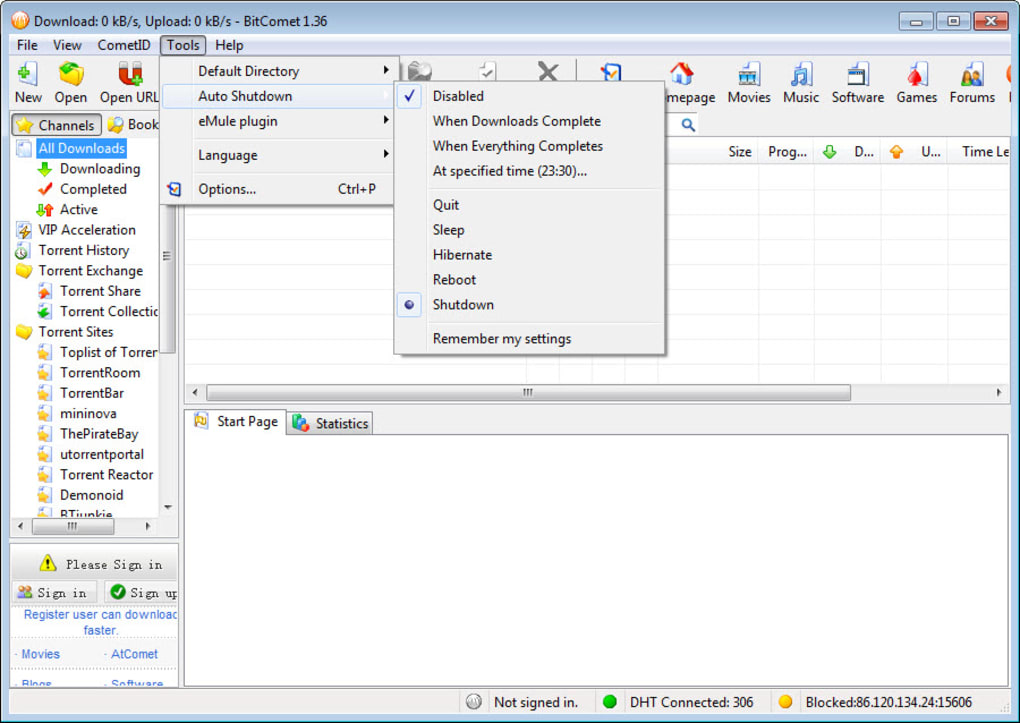 Download: 0 kB/s, Upload: 0 kB/s - BitComet 1.36
File View CometID Tools Help
New Open Open URL mepage Movies Music Software Games Forums
Default Directory
Auto Shutdown
eMule plugin
Language
Options... Ctrl+P
Disabled
When Downloads Complete
When Everything Completes
At specified time (23:30)...
Quit
Sleep
Hibernate
Reboot
Shutdown
Remember my settings
Channels Book
All Downloads
Downloading
Completed
Active
VIP Acceleration
Torrent History
Torrent Exchange
Torrent Share
Torrent Collectio
Torrent Sites
Toplist of Torrer
TorrentRoom
TorrentBar
mininova
ThePirateBay
utorrentportal
Torrent Reactor
Demonoid
BTjunkie
Size Prog... D... U... Time Le
Start Page Statistics
Please Sign in
Sign in Sign up
Register user can download
faster.
· Movies · AtComet
· Blogs · Software
Not signed in. DHT Connected: 306 Blocked:86.120.134.24:15606